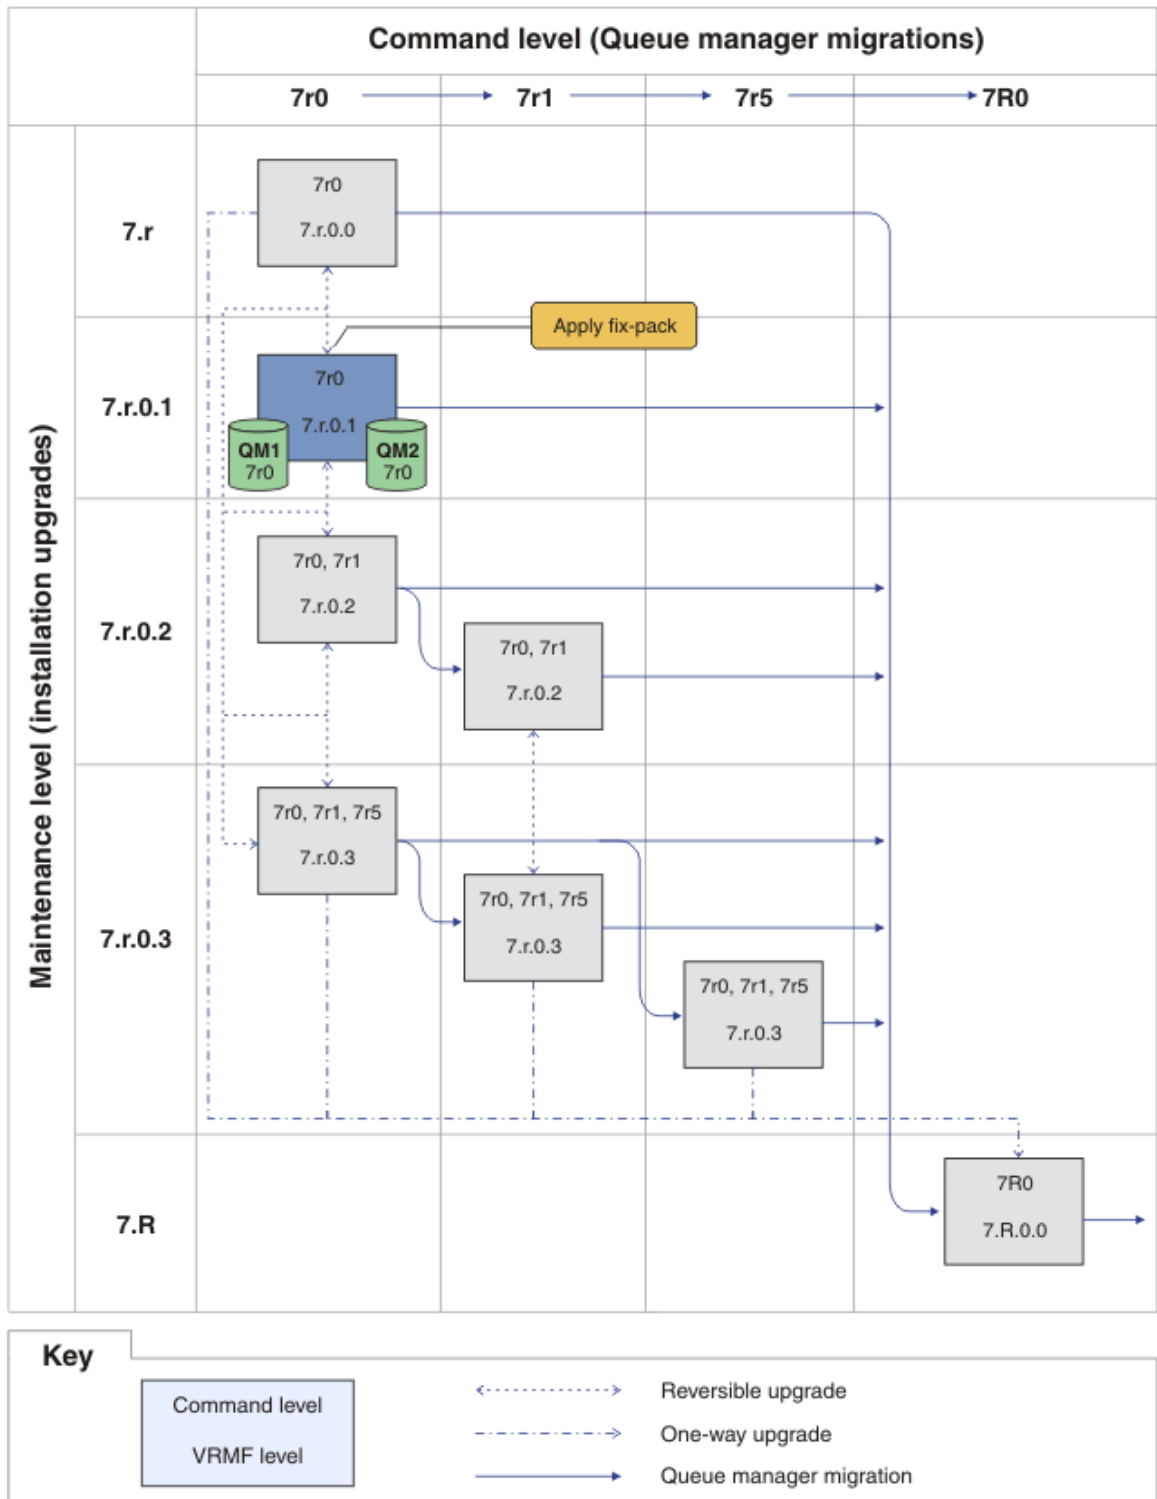 Command level (Queue manager migrations)
7r0
7r1
7r5
7R0
Maintenance level (installation upgrades)
7.r
7r0
7.r.0.0
Apply fix-pack
7.r.0.1
7r0
7.r.0.1
QM1
7r0
QM2
7r0
7.r.0.2
7r0, 7r1
7.r.0.2
7r0, 7r1
7.r.0.2
7.r.0.3
7r0, 7r1, 7r5
7.r.0.3
7r0, 7r1, 7r5
7.r.0.3
7r0, 7r1, 7r5
7.r.0.3
7.R
7R0
7.R.0.0
Key
Command level
VRMF level
Reversible upgrade
One-way upgrade
Queue manager migration